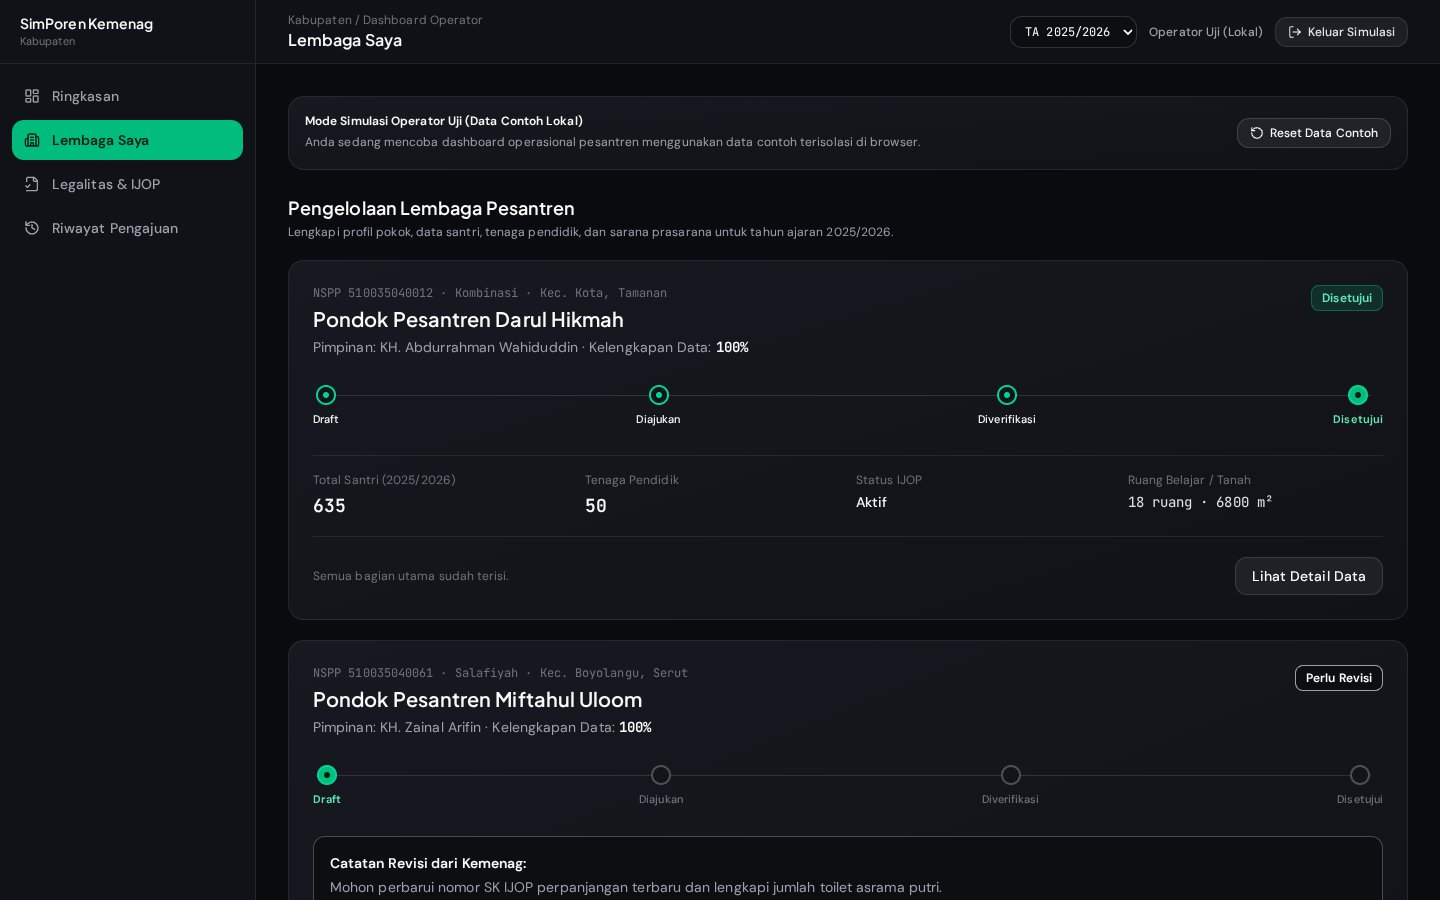 SimPoren Kemenag
Kabupaten
Ringkasan
Lembaga Saya
Legalitas & IJOP
Riwayat Pengajuan
Kabupaten / Dashboard Operator
Lembaga Saya
TA 2025/2026
Operator Uji (Lokal)
Keluar Simulasi
Mode Simulasi Operator Uji (Data Contoh Lokal)
Anda sedang mencoba dashboard operasional pesantren menggunakan data contoh terisolasi di browser.
Reset Data Contoh
Pengelolaan Lembaga Pesantren
Lengkapi profil pokok, data santri, tenaga pendidik, dan sarana prasarana untuk tahun ajaran 2025/2026.
NSPP 510035040012 · Kombinasi · Kec. Kota, Tamanan
Disetujui
Pondok Pesantren Darul Hikmah
Pimpinan: KH. Abdurrahman Wahiduddin · Kelengkapan Data: 100%
Draft
Diajukan
Diverifikasi
Disetujui
Total Santri (2025/2026)
635
Tenaga Pendidik
50
Status IJOP
Aktif
Ruang Belajar / Tanah
18 ruang · 6800 m²
Semua bagian utama sudah terisi.
Lihat Detail Data
NSPP 510035040061 · Salafiyah · Kec. Boyolangu, Serut
Perlu Revisi
Pondok Pesantren Miftahul Uloom
Pimpinan: KH. Zainal Arifin · Kelengkapan Data: 100%
Draft
Diajukan
Diverifikasi
Disetujui
Catatan Revisi dari Kemenag:
Mohon perbarui nomor SK IJOP perpanjangan terbaru dan lengkapi jumlah toilet asrama putri.